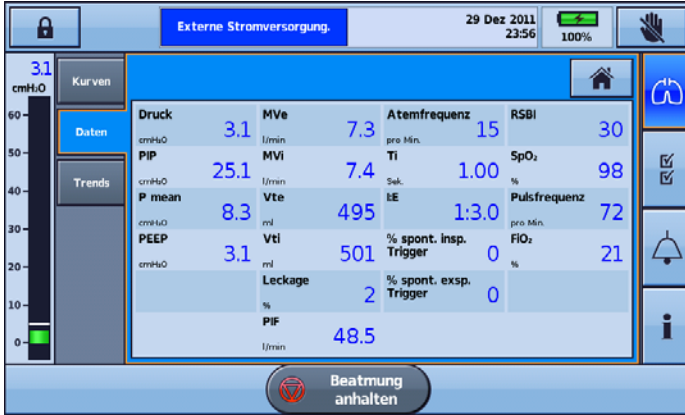 Externe Stromversorgung.
29 Dez 2011
23:56
100%
3.1
cmH₂O
60
50
40
30
20
10
0
Kurven
Daten
Trends
Druck 3.1 MVe 7.3 Atemfrequenz 15 RSBI 30
cmH₂O l/min pro Min.
PIP 25.1 MVi 7.4 Ti 1.00 SpO₂ 98
cmH₂O l/min Sek. %
P mean 8.3 Vte 495 I:E 1:3.0 Pulsfrequenz 72
cmH₂O ml pro Min.
PEEP 3.1 Vti 501 % spont. insp. Trigger 0 FiO₂ 21
cmH₂O ml %
Leckage 2 % spont. exsp. Trigger 0
%
PIF 48.5
l/min
Beatmung
anhalten